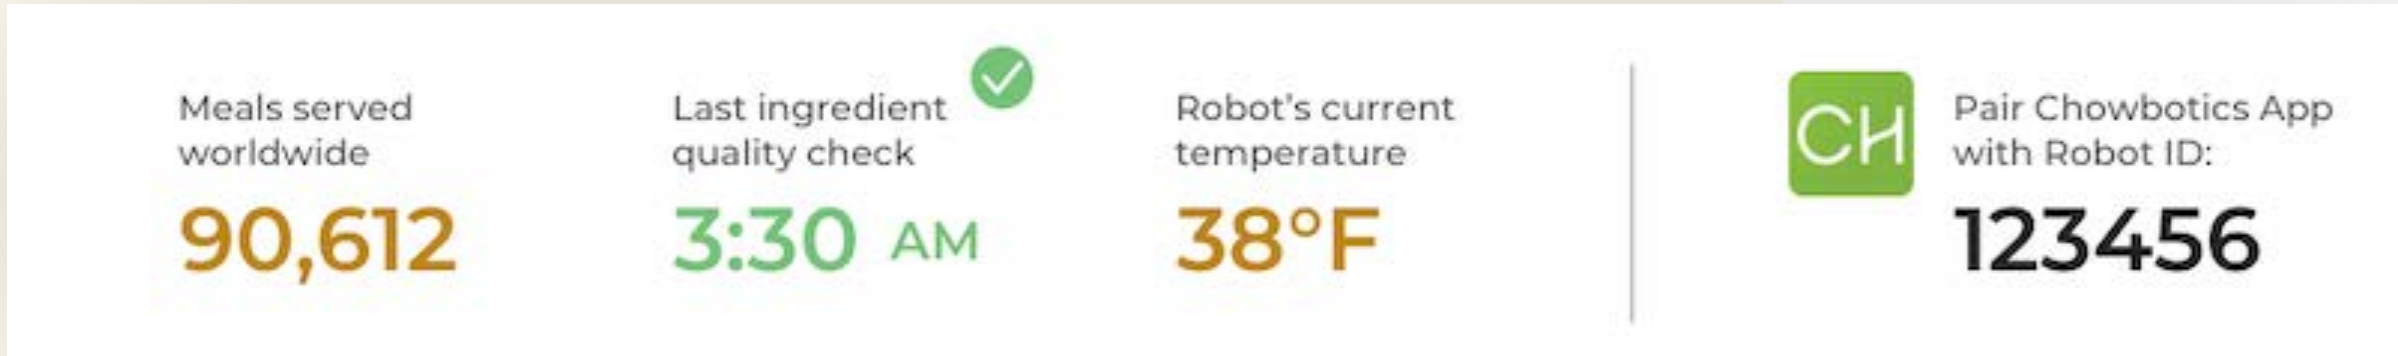 Meals served
worldwide
90,612
Last ingredient
quality check
3:30 AM
Robot's current
temperature
38°F
CH
Pair Chowbotics App
with Robot ID:
123456